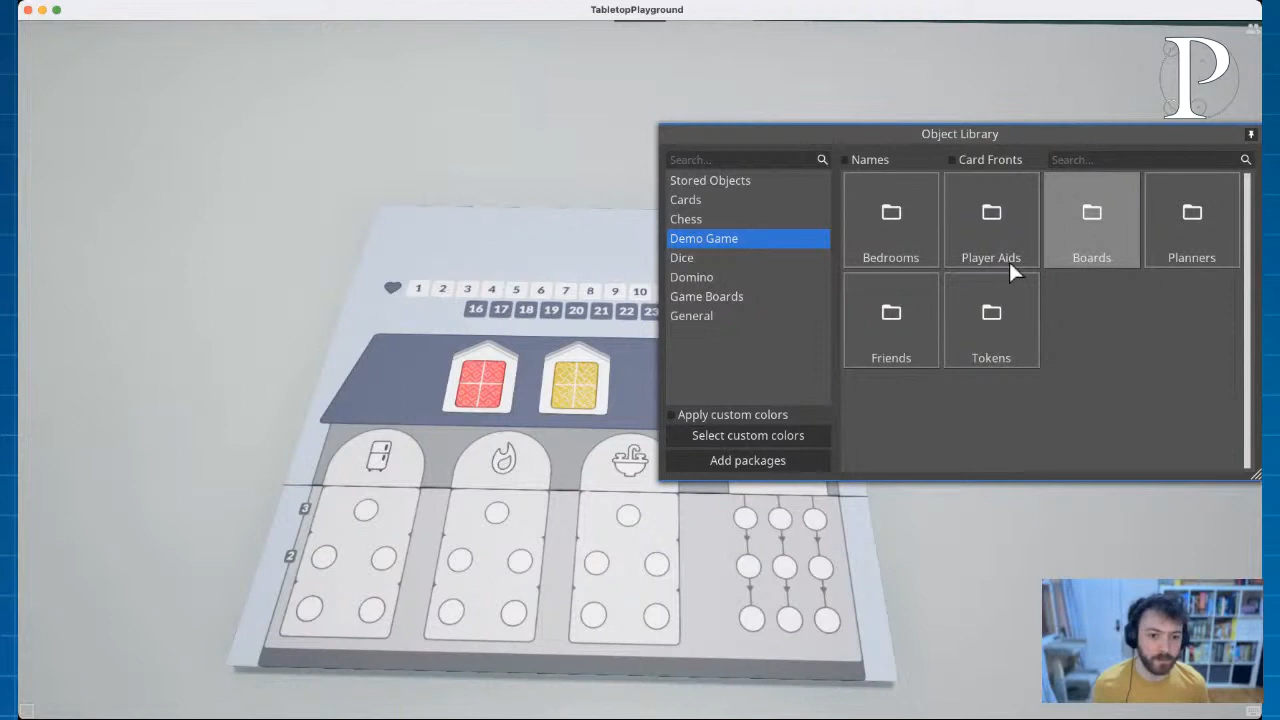 TabletopPlayground
P
Object Library
Search...
Names
Card Fronts
Search...
Stored Objects
Cards
Chess
Demo Game
Dice
Domino
Game Boards
General
Bedrooms
Player Aids
Boards
Planners
Friends
Tokens
Apply custom colors
Select custom colors
Add packages
1 2 3 4 5 6 7 8 9 10
16 17 18 19 20 21 22 23
3
2